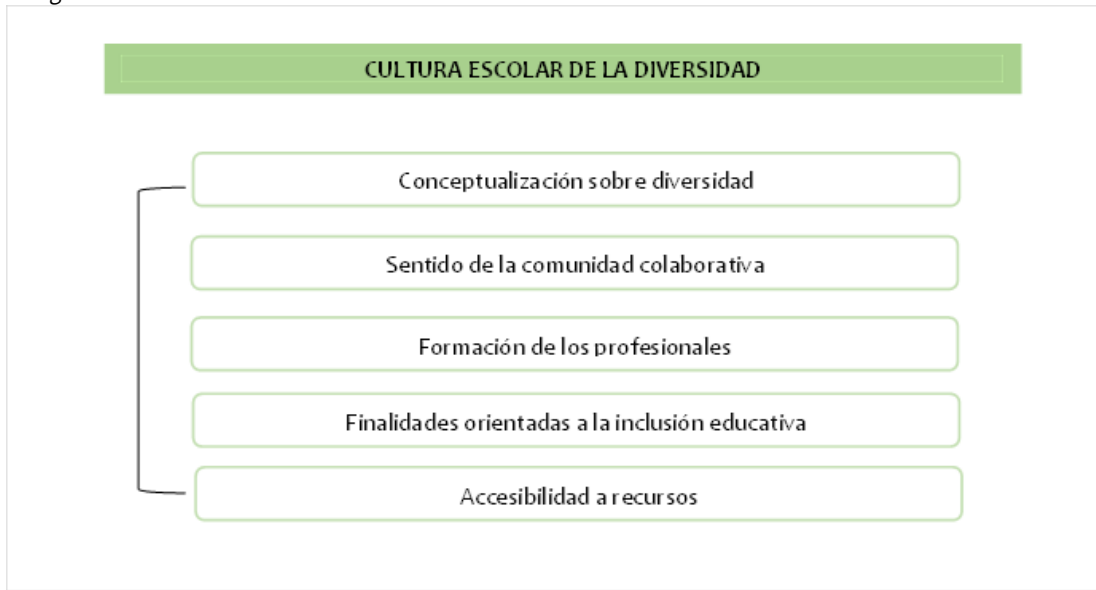 CULTURA ESCOLAR DE LA DIVERSIDAD
Conceptualización sobre diversidad
Sentido de la comunidad colaborativa
Formación de los profesionales
Finalidades orientadas a la inclusión educativa
Accesibilidad a recursos